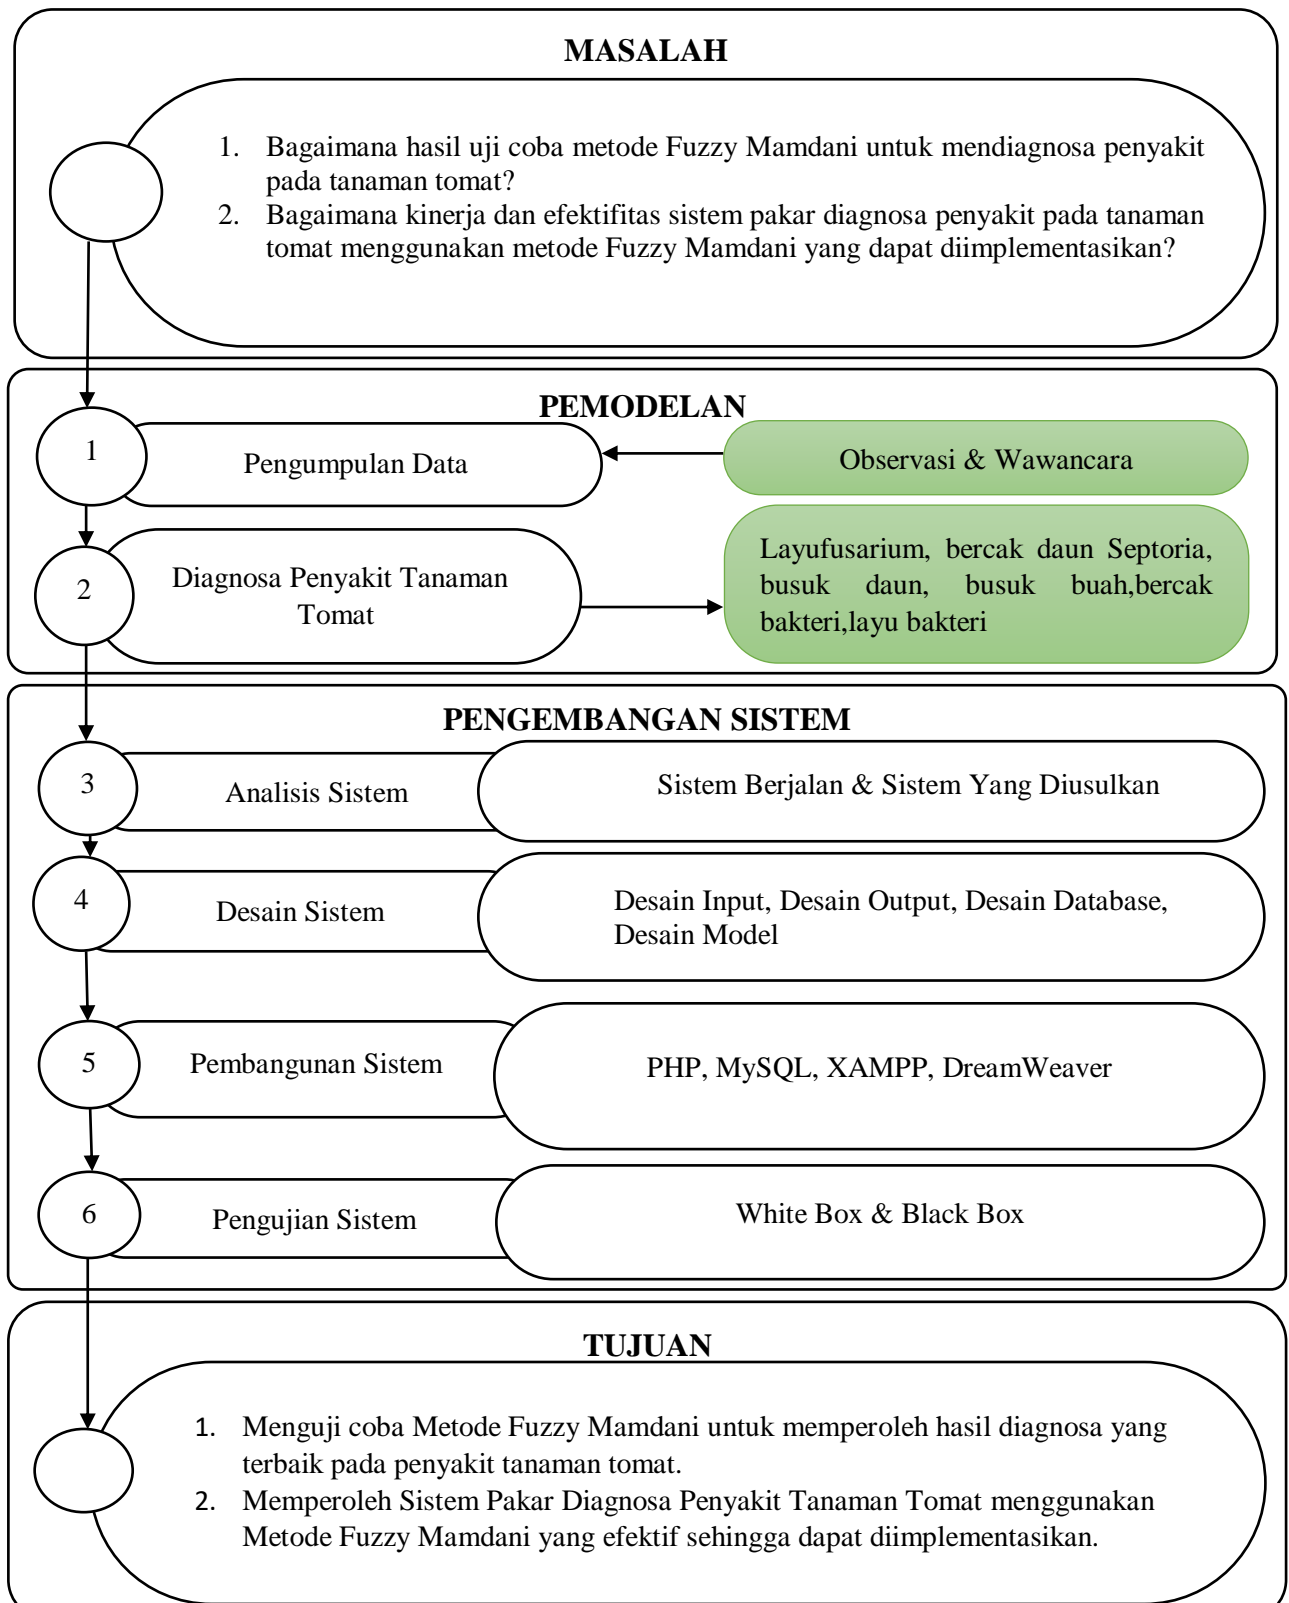 MASALAH
1. Bagaimana hasil uji coba metode Fuzzy Mamdani untuk mendiagnosa penyakit
pada tanaman tomat?
2. Bagaimana kinerja dan efektifitas sistem pakar diagnosa penyakit pada tanaman
tomat menggunakan metode Fuzzy Mamdani yang dapat diimplementasikan?
PEMODELAN
1
Pengumpulan Data
Observasi & Wawancara
2
Diagnosa Penyakit Tanaman
Tomat
Layufusarium, bercak daun Septoria,
busuk daun, busuk buah,bercak
bakteri,layu bakteri
PENGEMBANGAN SISTEM
3
Analisis Sistem
Sistem Berjalan & Sistem Yang Diusulkan
4
Desain Sistem
Desain Input, Desain Output, Desain Database,
Desain Model
5
Pembangunan Sistem
PHP, MySQL, XAMPP, DreamWeaver
6
Pengujian Sistem
White Box & Black Box
TUJUAN
1. Menguji coba Metode Fuzzy Mamdani untuk memperoleh hasil diagnosa yang
terbaik pada penyakit tanaman tomat.
2. Memperoleh Sistem Pakar Diagnosa Penyakit Tanaman Tomat menggunakan
Metode Fuzzy Mamdani yang efektif sehingga dapat diimplementasikan.